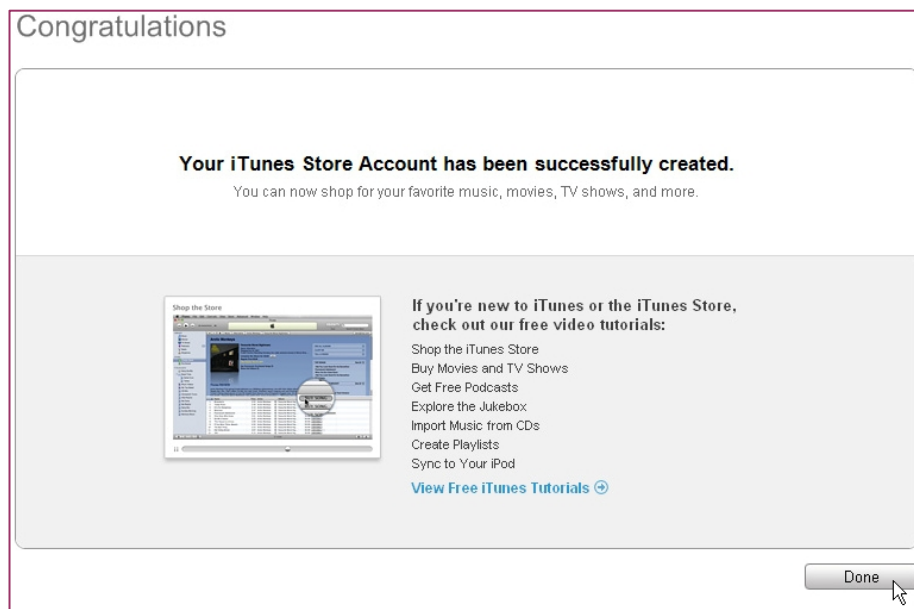 Congratulations
Your iTunes Store Account has been successfully created.
You can now shop for your favorite music, movies, TV shows, and more.
Shop the Store
If you're new to iTunes or the iTunes Store,
check out our free video tutorials:
Shop the iTunes Store
Buy Movies and TV Shows
Get Free Podcasts
Explore the Jukebox
Import Music from CDs
Create Playlists
Sync to Your iPod
View Free iTunes Tutorials
Done